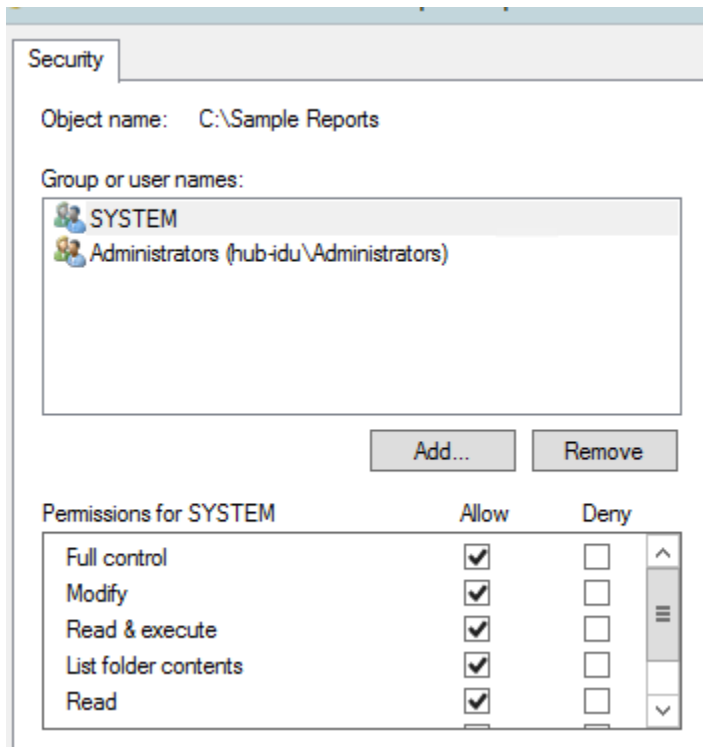 Security
Object name: C:\Sample Reports
Group or user names:
SYSTEM
Administrators (hub-idu\Administrators)
Add... Remove
Permissions for SYSTEM Allow Deny
Full control
Modify
Read & execute
List folder contents
Read